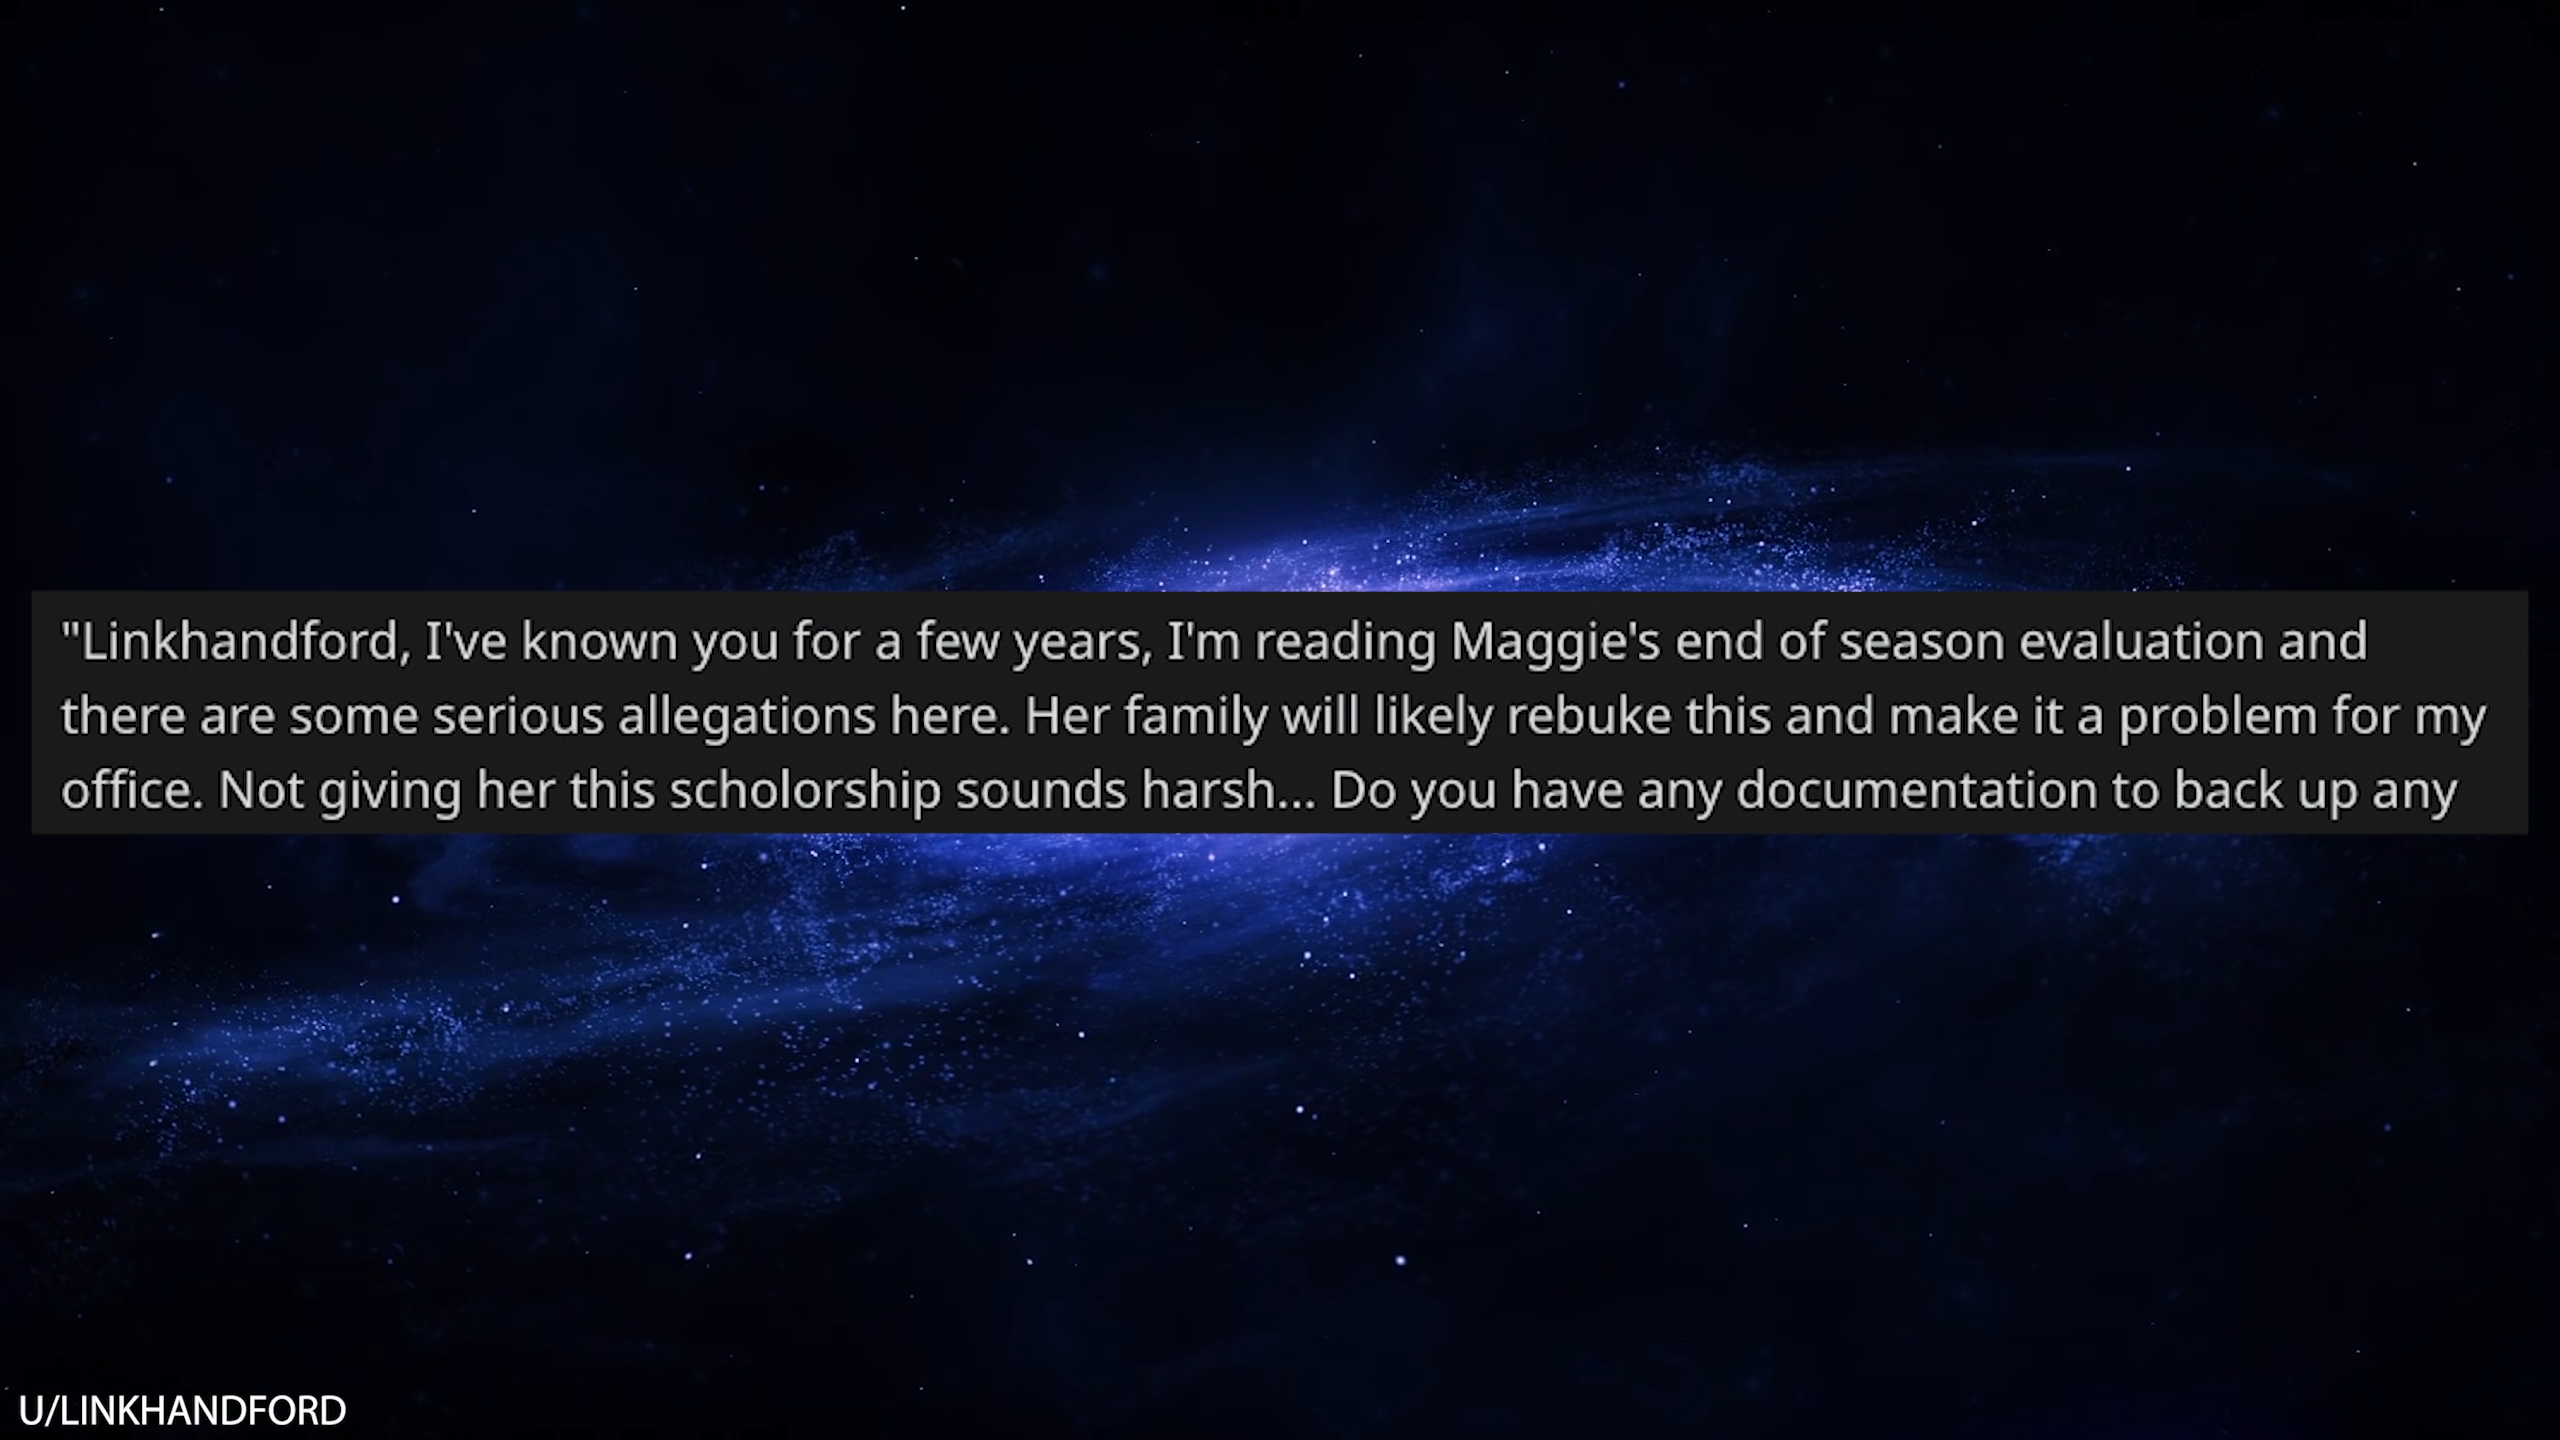 "Linkhandford, I've known you for a few years, I'm reading Maggie's end of season evaluation and
there are some serious allegations here. Her family will likely rebuke this and make it a problem for my
office. Not giving her this scholorship sounds harsh... Do you have any documentation to back up any
U/LINKHANDFORD